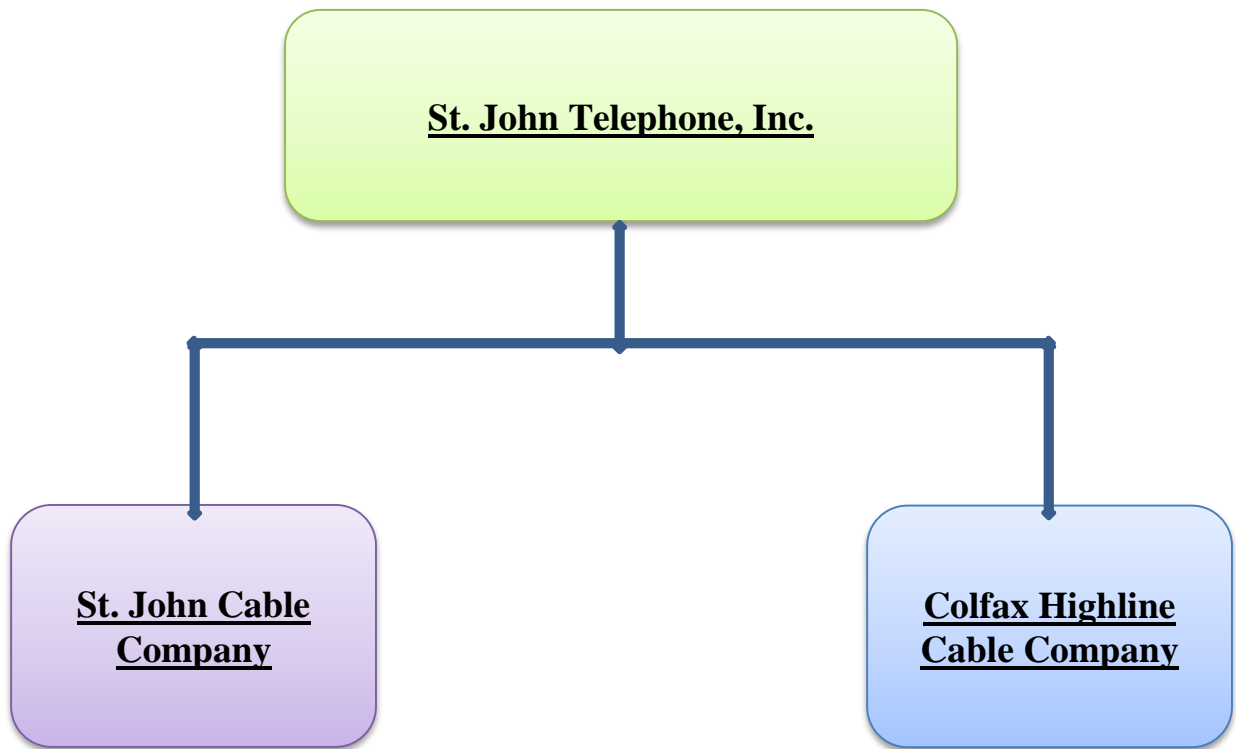 St. John Telephone, Inc.
St. John Cable
Company
Colfax Highline
Cable Company